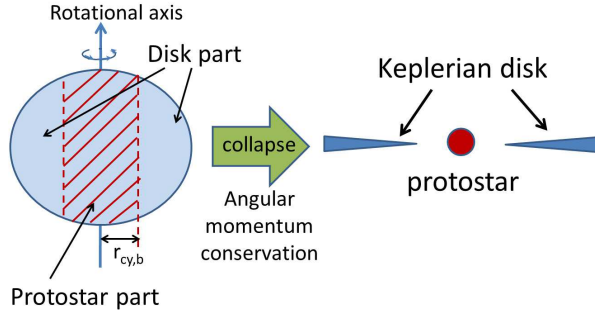 Rotational axis
Disk part
r_cy,b
Protostar part
collapse
Angular
momentum
conservation
Keplerian disk
protostar